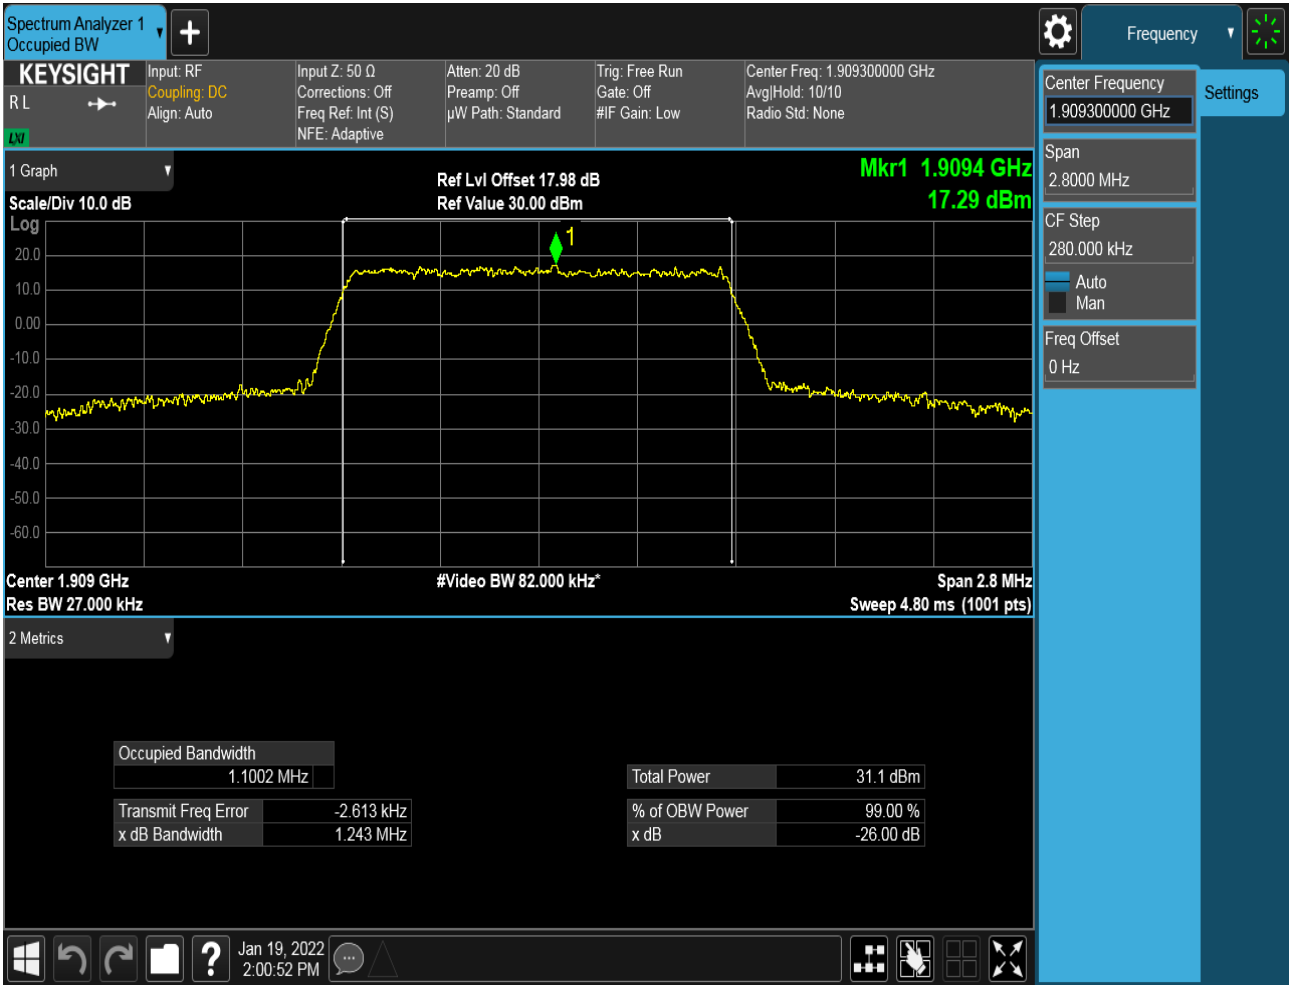 Spectrum Analyzer 1
Occupied BW
Frequency
KEYSIGHT
R L
LXI
Input: RF
Coupling: DC
Align: Auto
Input Z: 50 Ω
Corrections: Off
Freq Ref: Int (S)
NFE: Adaptive
Atten: 20 dB
Preamp: Off
µW Path: Standard
Trig: Free Run
Gate: Off
#IF Gain: Low
Center Freq: 1.909300000 GHz
Avg|Hold: 10/10
Radio Std: None
Center Frequency
1.909300000 GHz
Settings
Span
2.8000 MHz
CF Step
280.000 kHz
Auto
Man
Freq Offset
0 Hz
1 Graph
Scale/Div 10.0 dB
Ref Lvl Offset 17.98 dB
Ref Value 30.00 dBm
Mkr1 1.9094 GHz
17.29 dBm
Log
1
20.0
10.0
0.00
-10.0
-20.0
-30.0
-40.0
-50.0
-60.0
Center 1.909 GHz
#Video BW 82.000 kHz*
Span 2.8 MHz
Res BW 27.000 kHz
Sweep 4.80 ms (1001 pts)
2 Metrics
Occupied Bandwidth
1.1002 MHz
Total Power 31.1 dBm
Transmit Freq Error -2.613 kHz
% of OBW Power 99.00 %
x dB Bandwidth 1.243 MHz
x dB -26.00 dB
?
Jan 19, 2022
2:00:52 PM